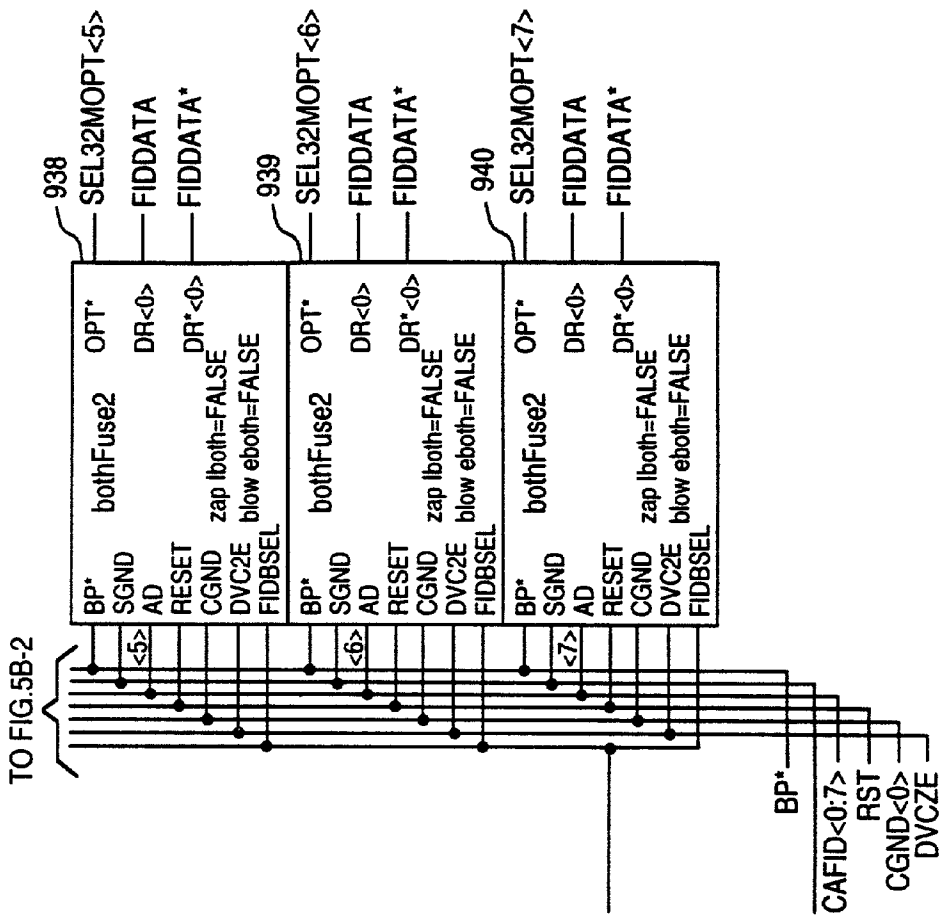 TO FIG.5B-2
938
BP*
bothFuse2
OPT*
SEL32MOPT<5>
SGND
<5>
AD
DR<0>
FIDDATA
RESET
DR*<0>
FIDDATA*
CGND
zap lboth=FALSE
DVC2E
blow eboth=FALSE
FIDBSEL
939
BP*
bothFuse2
OPT*
SEL32MOPT<6>
SGND
<6>
AD
DR<0>
FIDDATA
RESET
DR*<0>
FIDDATA*
CGND
zap lboth=FALSE
DVC2E
blow eboth=FALSE
FIDBSEL
940
BP*
bothFuse2
OPT*
SEL32MOPT<7>
SGND
<7>
AD
DR<0>
FIDDATA
RESET
DR*<0>
FIDDATA*
CGND
zap lboth=FALSE
DVC2E
blow eboth=FALSE
FIDBSEL
BP*
CAFID<0:7>
RST
CGND<0>
DVCZE